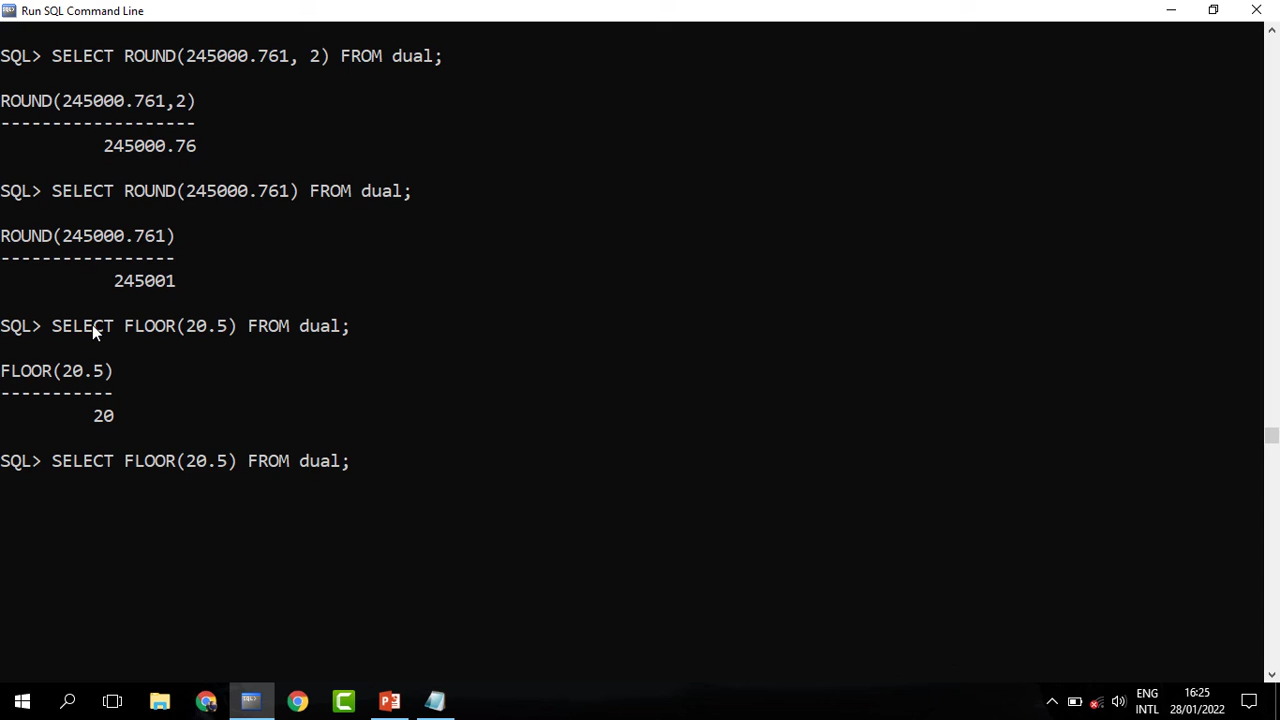 Run SQL Command Line
SQL> SELECT ROUND(245000.761, 2) FROM dual;
ROUND(245000.761,2)
-------------------
245000.76
SQL> SELECT ROUND(245000.761) FROM dual;
ROUND(245000.761)
-----------------
245001
SQL> SELECT FLOOR(20.5) FROM dual;
FLOOR(20.5)
-----------
20
SQL> SELECT FLOOR(20.5) FROM dual;
ENG 16:25
INTL 28/01/2022